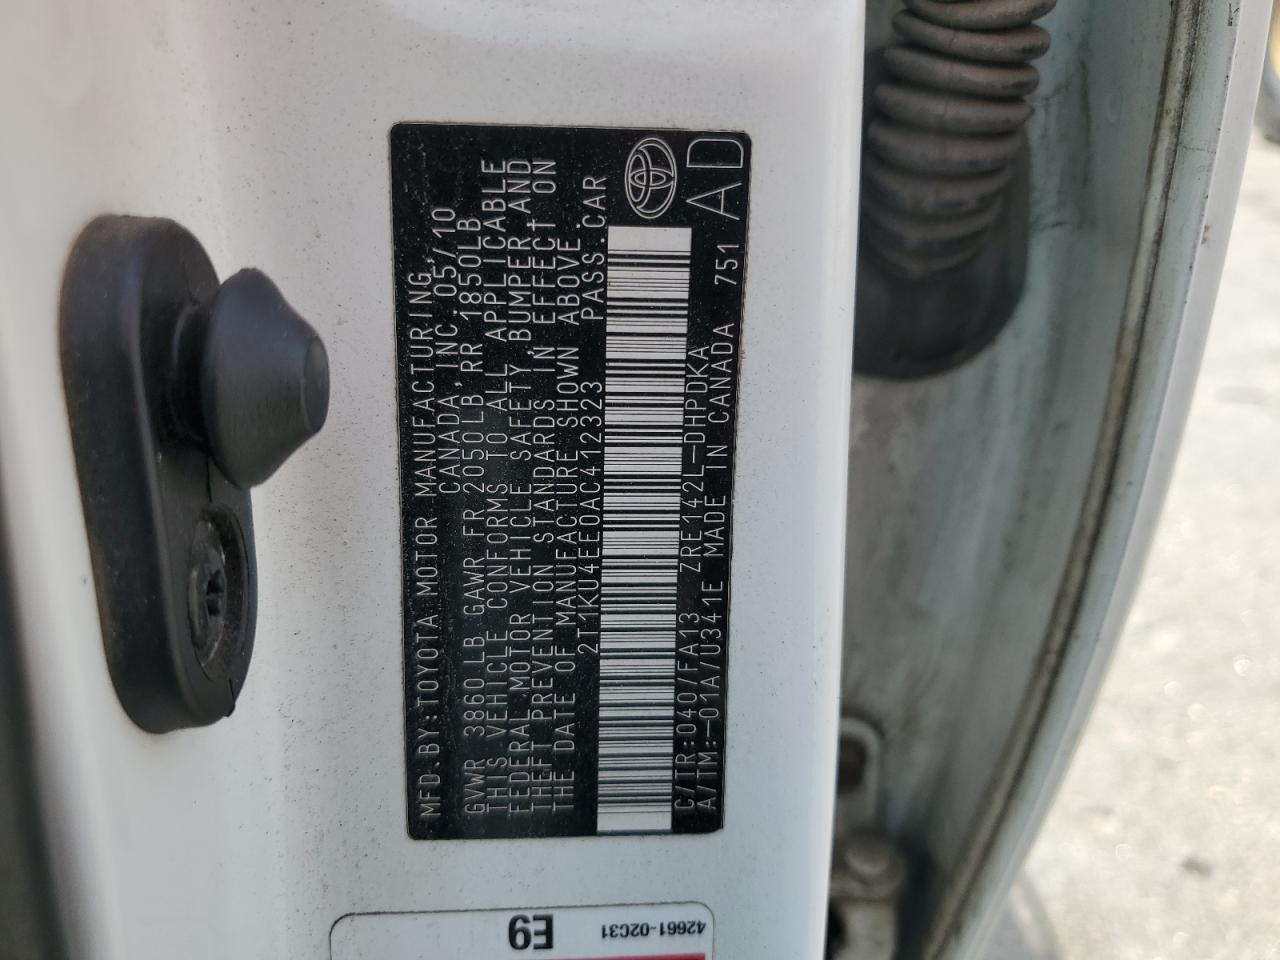 MFD.BY:TOYOTA MOTOR MANUFACTURING,
CANADA,INC.05/10
GVWR 3860LB GAWR FR 2050LB RR 1850LB
THIS VEHICLE CONFORMS TO ALL APPLICABLE
FEDERAL MOTOR VEHICLE SAFETY,BUMPER AND
THEFT PREVENTION STANDARDS IN EFFECT ON
THE DATE OF MANUFACTURE SHOWN ABOVE.
2T1KU4EE0AC412323 PASS.CAR
C/TR:040/FA13 ZRE142L-DHPDKA
A/TM:-01A/U341E MADE IN CANADA 751 AD
E9
42661-02C31